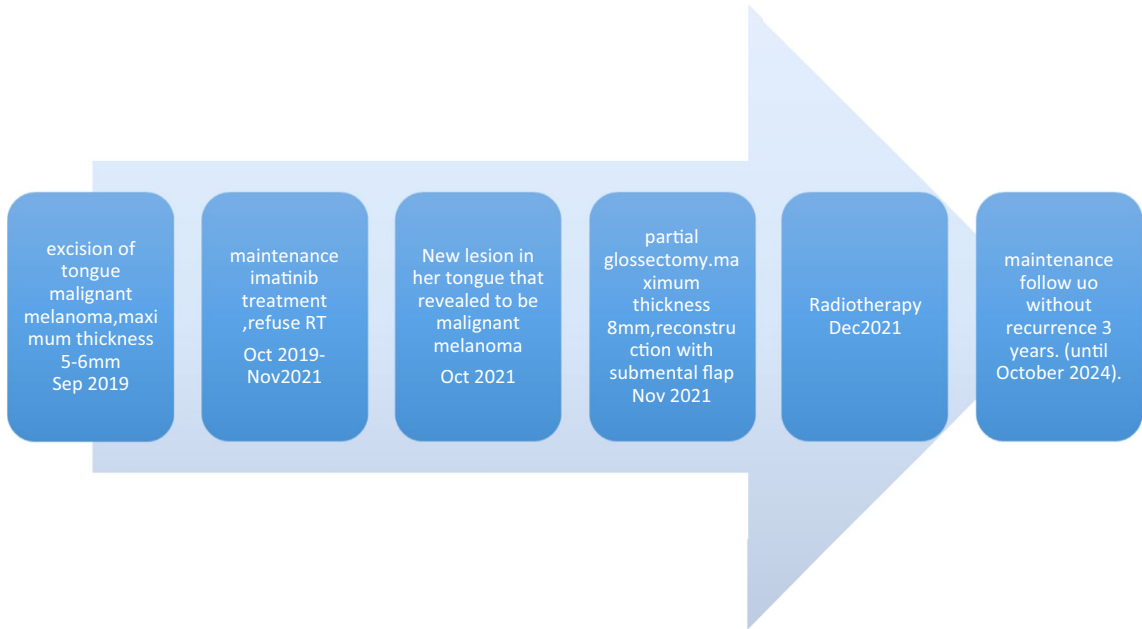 excision of
tongue
malignant
melanoma,maxi
mum thickness
5-6mm
Sep 2019
maintenance
imatinib
treatment
,refuse RT
Oct 2019-
Nov2021
New lesion in
her tongue that
revealed to be
malignant
melanoma
Oct 2021
partial
glossectomy.ma
ximum
thickness
8mm,reconstru
ction with
submental flap
Nov 2021
Radiotherapy
Dec2021
maintenance
follow uo
without
recurrence 3
years. (until
October 2024).